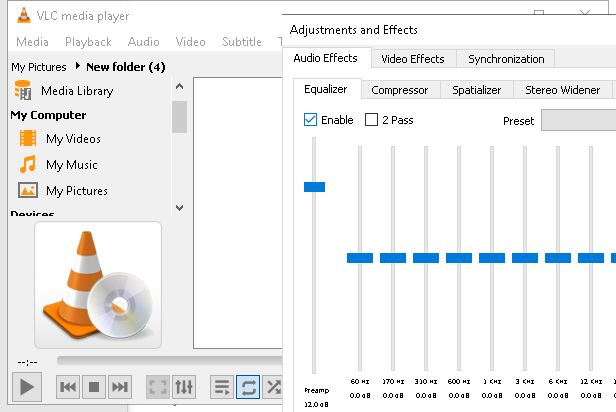 VLC media player
Media Playback Audio Video Subtitle
My Pictures New folder (4)
Media Library
My Computer
My Videos
My Music
My Pictures
Devices
--:--
Adjustments and Effects
Audio Effects Video Effects Synchronization
Equalizer Compressor Spatializer Stereo Widener
Enable 2 Pass Preset
60 Hz 170 Hz 310 Hz 600 Hz 1 KHz 3 KHz 6 KHz 12 KHz
Preamp 0.0 dB 0.0 dB 0.0 dB 0.0 dB 0.0 dB 0.0 dB 0.0 dB 0.0 dB
12.0 dB